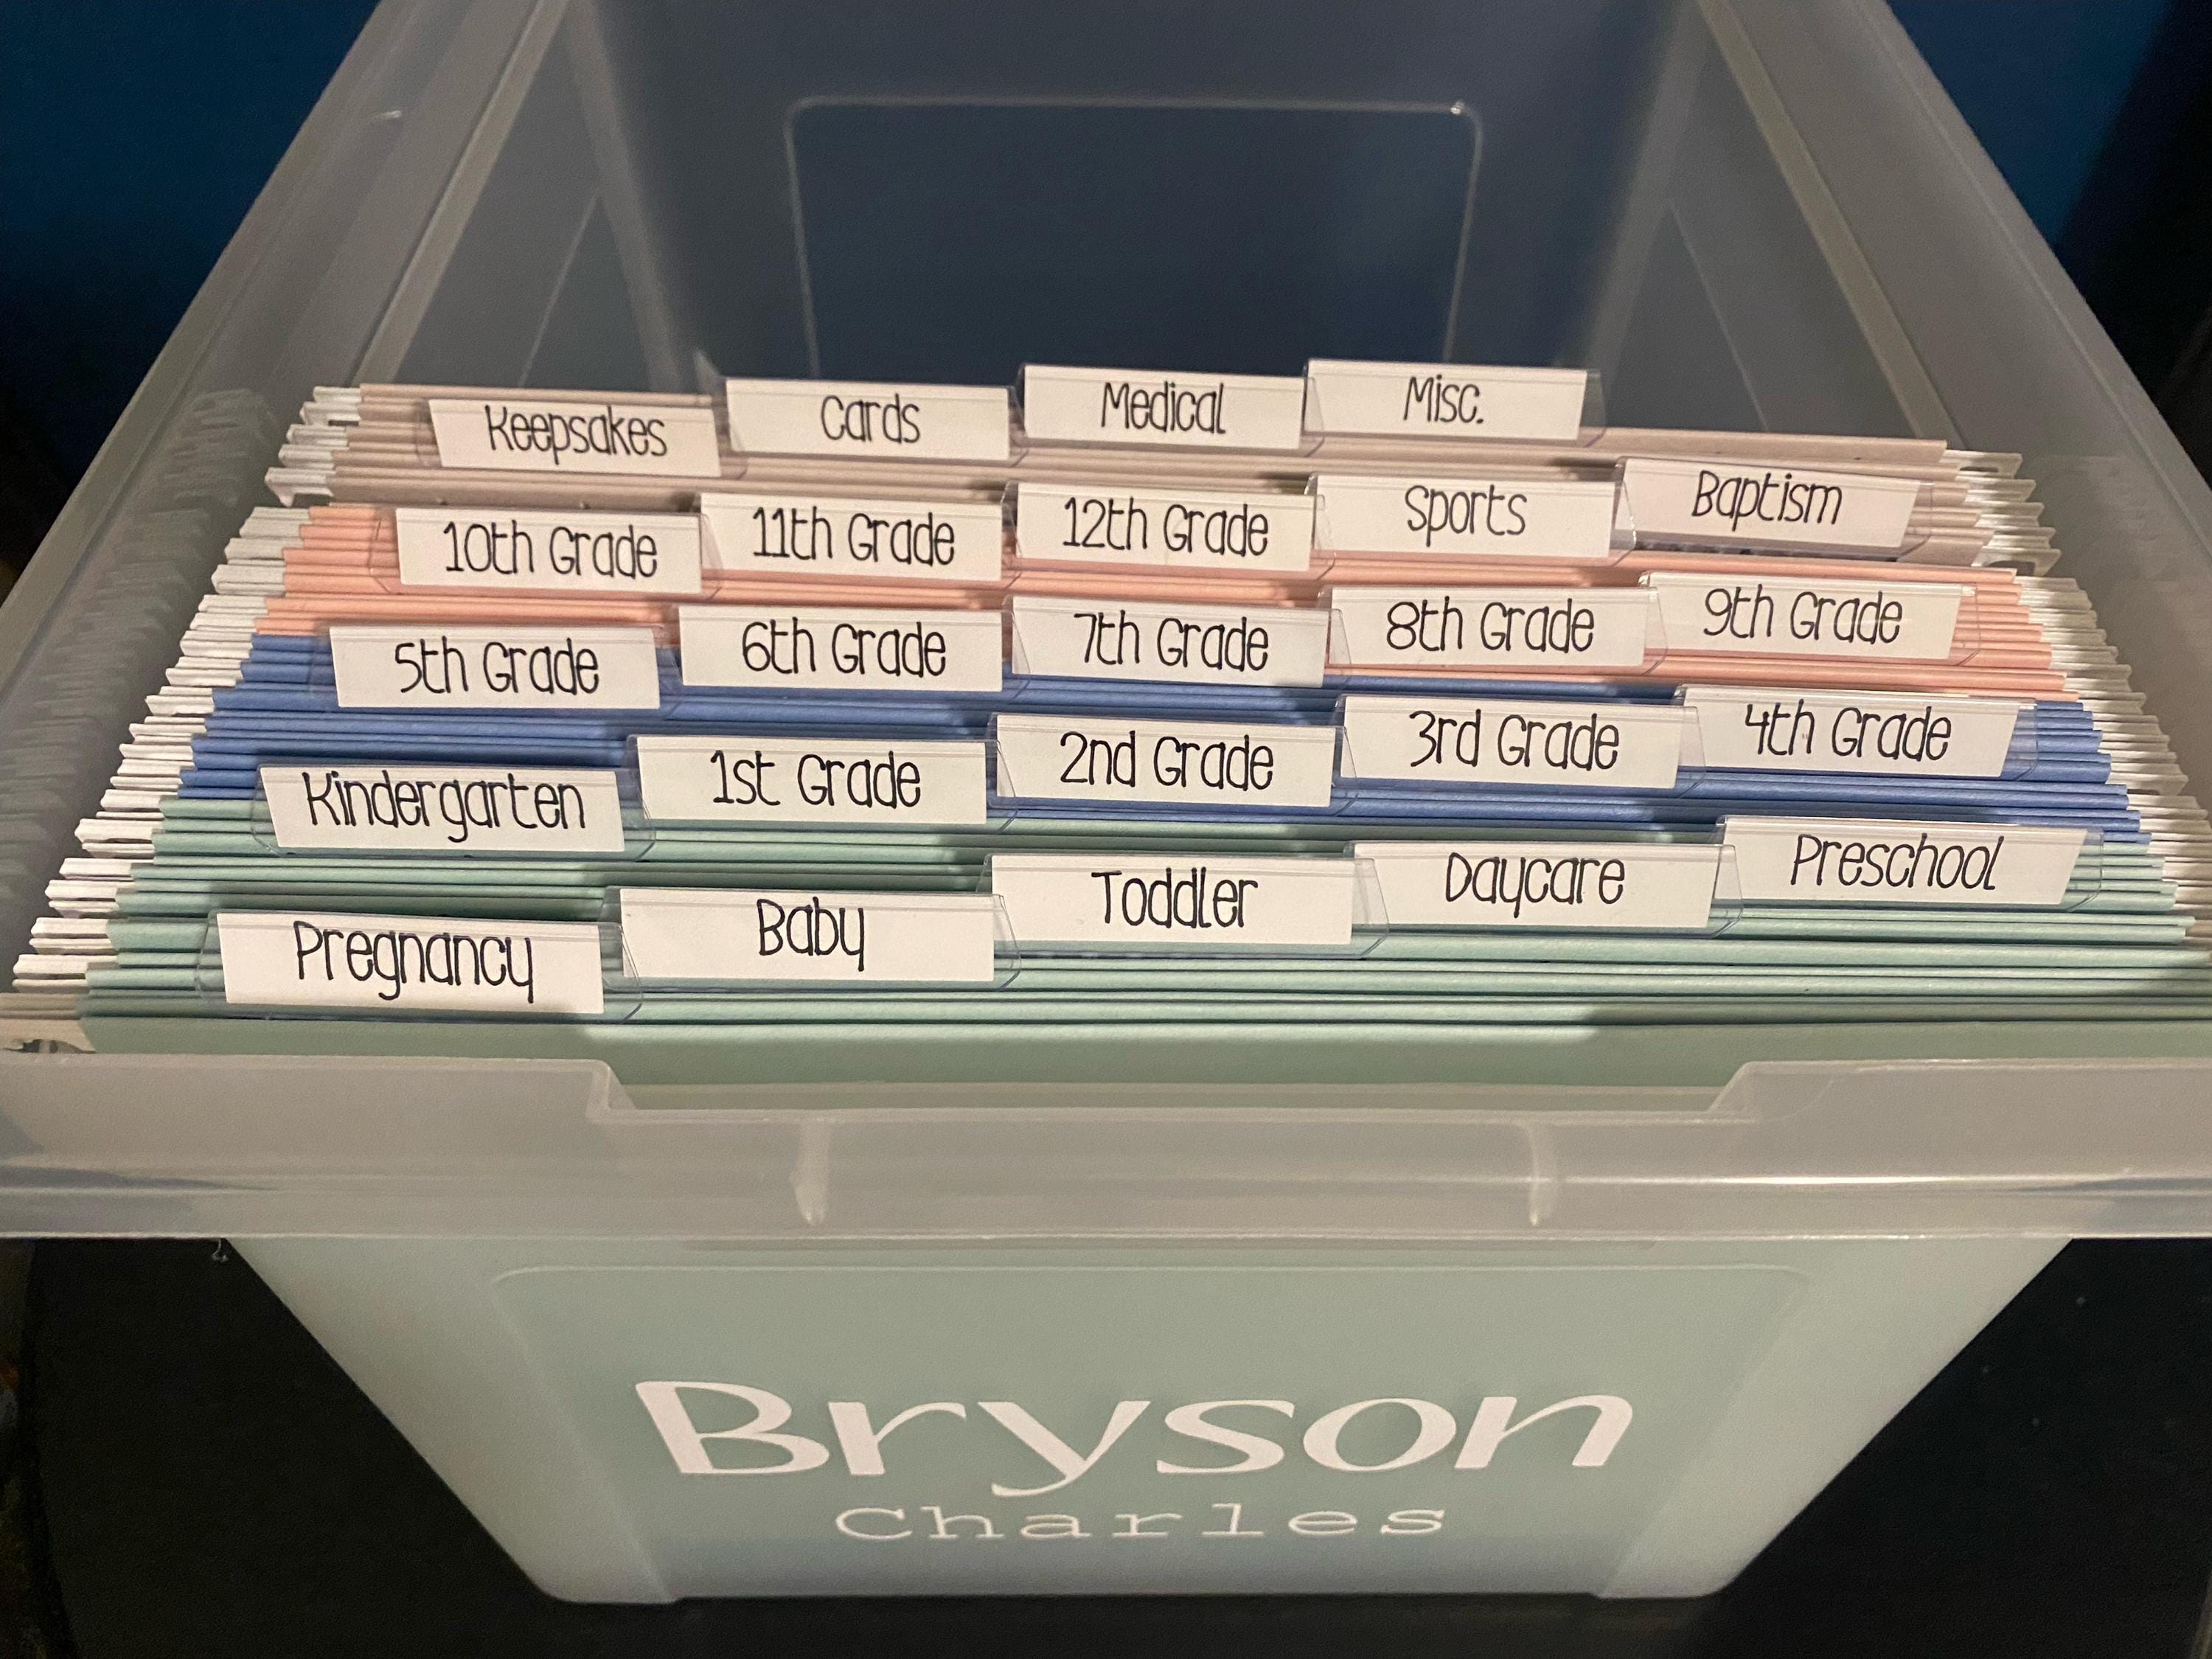 Keepsakes
Cards
Medical
Misc.
10th Grade
11th Grade
12th Grade
Sports
Baptism
5th Grade
6th Grade
7th Grade
8th Grade
9th Grade
Kindergarten
1st Grade
2nd Grade
3rd Grade
4th Grade
Pregnancy
Baby
Toddler
Daycare
Preschool
Bryson
Charles